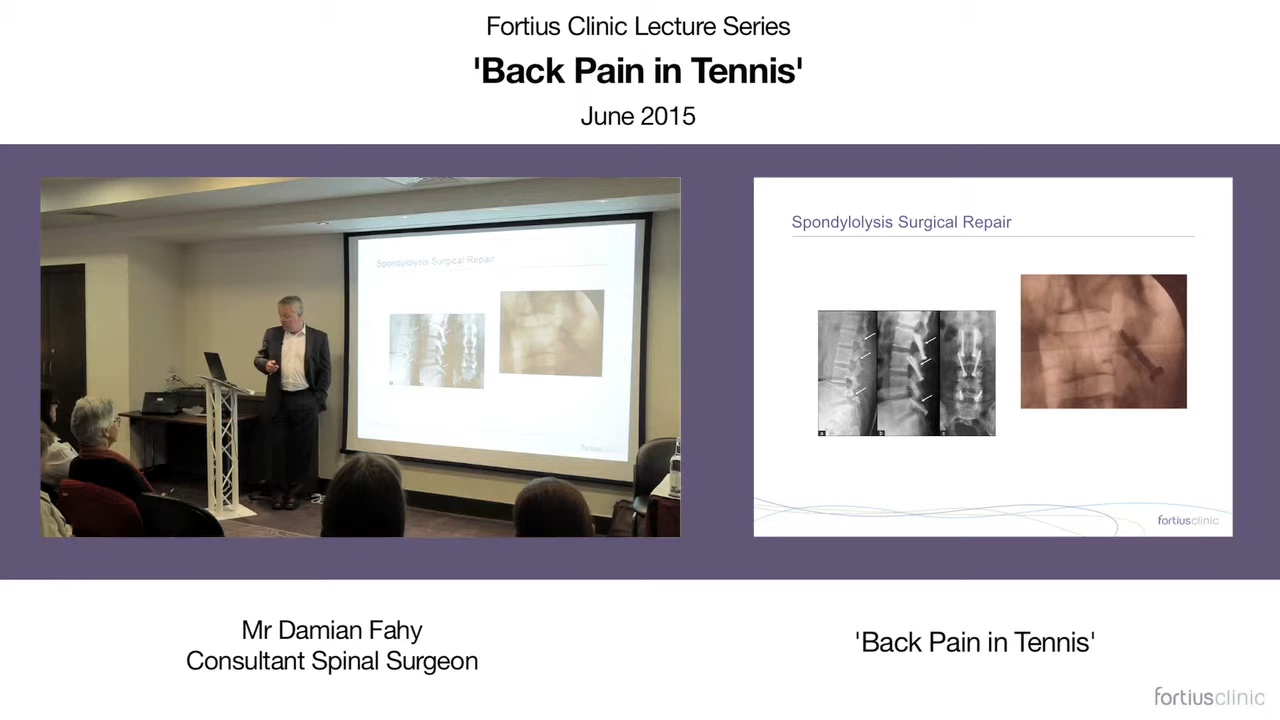 Fortius Clinic Lecture Series
'Back Pain in Tennis'
June 2015
Spondylolysis Surgical Repair
Spondylolysis Surgical Repair
fortiusclinic
Mr Damian Fahy
Consultant Spinal Surgeon
'Back Pain in Tennis'
fortiusclinic